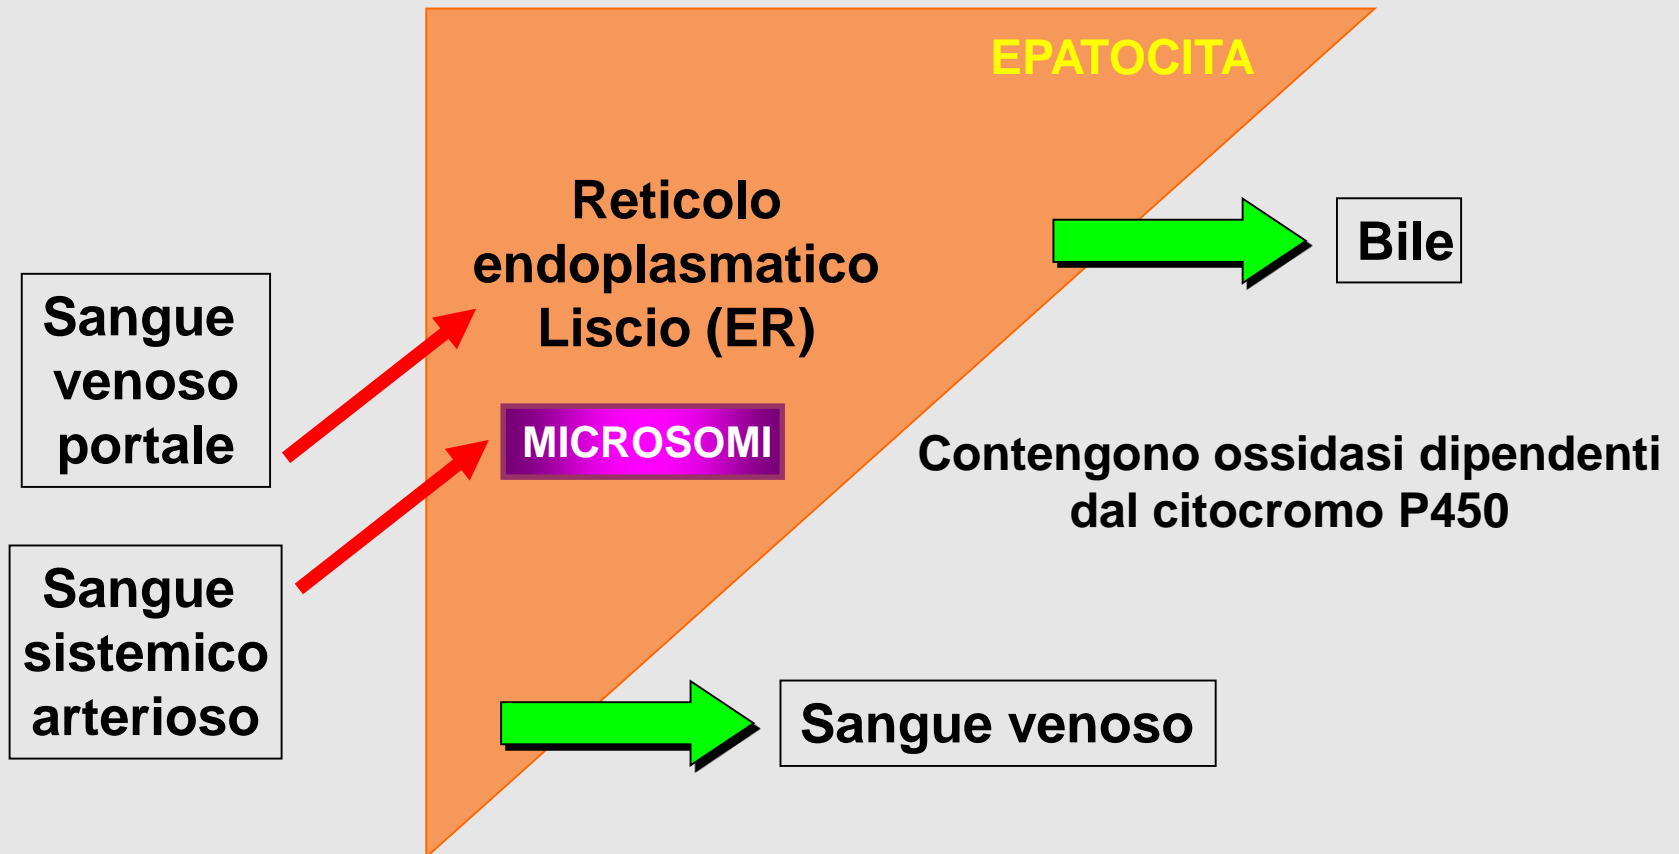 EPATOCITA
Reticolo
endoplasmatico
Liscio (ER)
Bile
Sangue
venoso
portale
MICROSOMI
Contengono ossidasi dipendenti
dal citocromo P450
Sangue
sistemico
arterioso
Sangue venoso